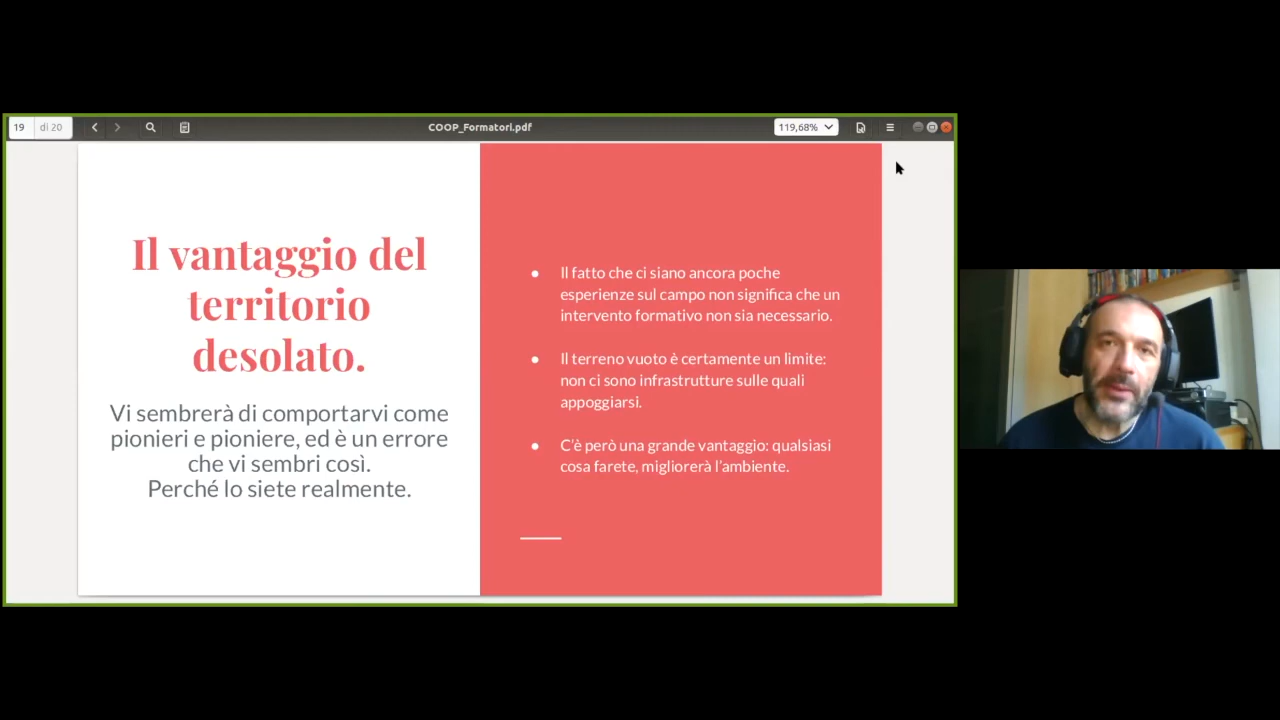 19 di 20
COOP_Formatori.pdf
119,68%
Il vantaggio del
territorio
desolato.
Vi sembrerà di comportarvi come
pionieri e pioniere, ed è un errore
che vi sembri così.
Perché lo siete realmente.
● Il fatto che ci siano ancora poche
esperienze sul campo non significa che un
intervento formativo non sia necessario.
● Il terreno vuoto è certamente un limite:
non ci sono infrastrutture sulle quali
appoggiarsi.
● C'è però una grande vantaggio: qualsiasi
cosa farete, migliorerà l'ambiente.